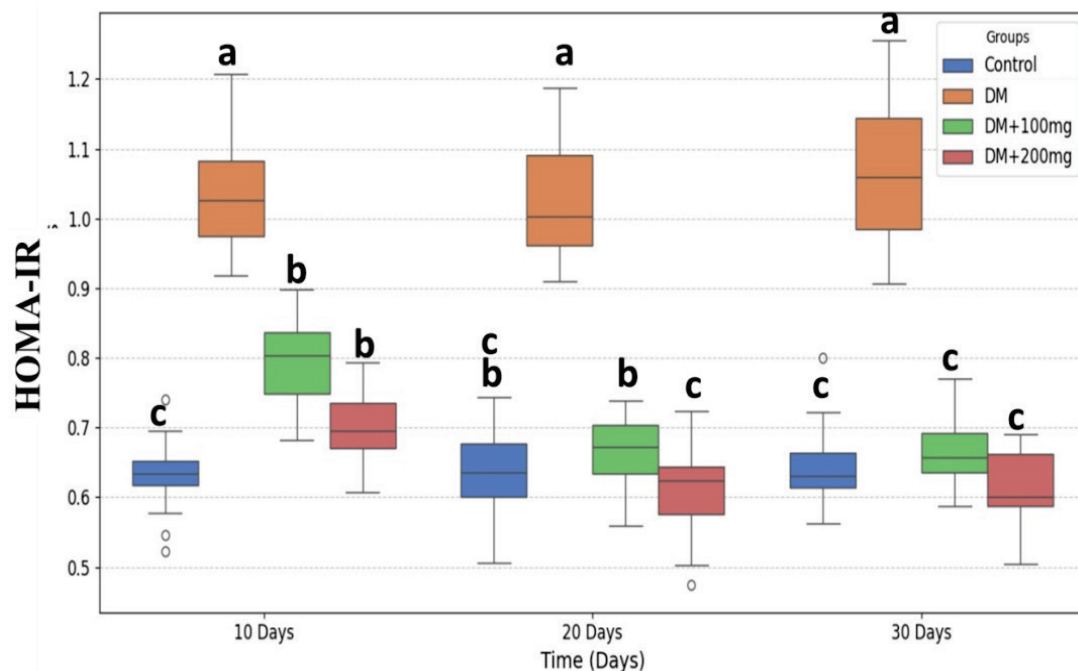 HOMA-IR
s
1.2
1.1
1.0
0.9
0.8
0.7
0.6
0.5
a
a
a
b
b
c
b
b
c
c
c
c
c
Groups
Control
DM
DM+100mg
DM+200mg
10 Days
20 Days
30 Days
Time (Days)